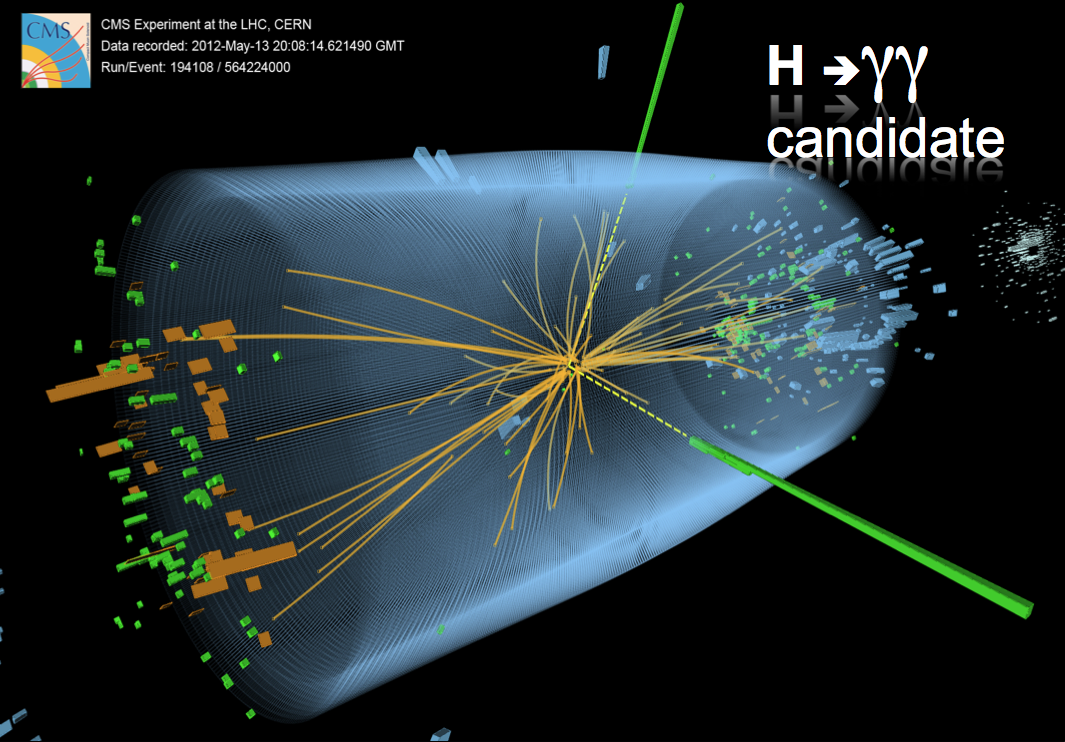 CMS
CMS Experiment at the LHC, CERN
Data recorded: 2012-May-13 20:08:14.621490 GMT
Run/Event: 194108 / 564224000
H ➔γγ
candidate